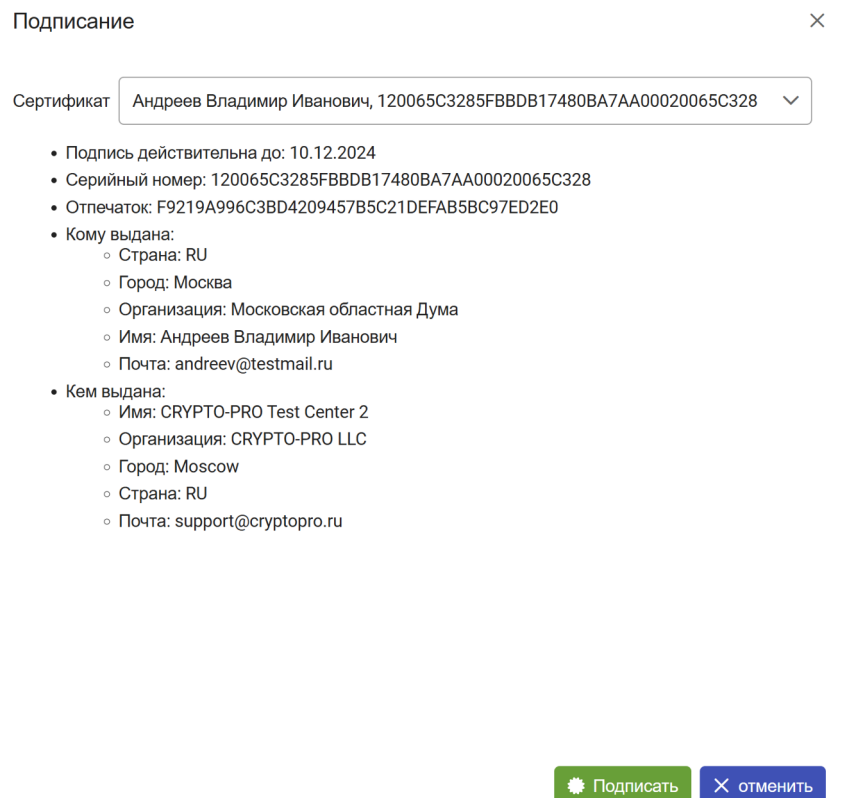 Подписание
Сертификат Андреев Владимир Иванович, 120065C3285FBBDB17480BA7AA00020065C328
Подпись действительна до: 10.12.2024
Серийный номер: 120065C3285FBBDB17480BA7AA00020065C328
Отпечаток: F9219A996C3BD4209457B5C21DEFAB5BC97ED2E0
Кому выдана:
Страна: RU
Город: Москва
Организация: Московская областная Дума
Имя: Андреев Владимир Иванович
Почта: andreev@testmail.ru
Кем выдана:
Имя: CRYPTO-PRO Test Center 2
Организация: CRYPTO-PRO LLC
Город: Moscow
Страна: RU
Почта: support@cryptopro.ru
Подписать отменить